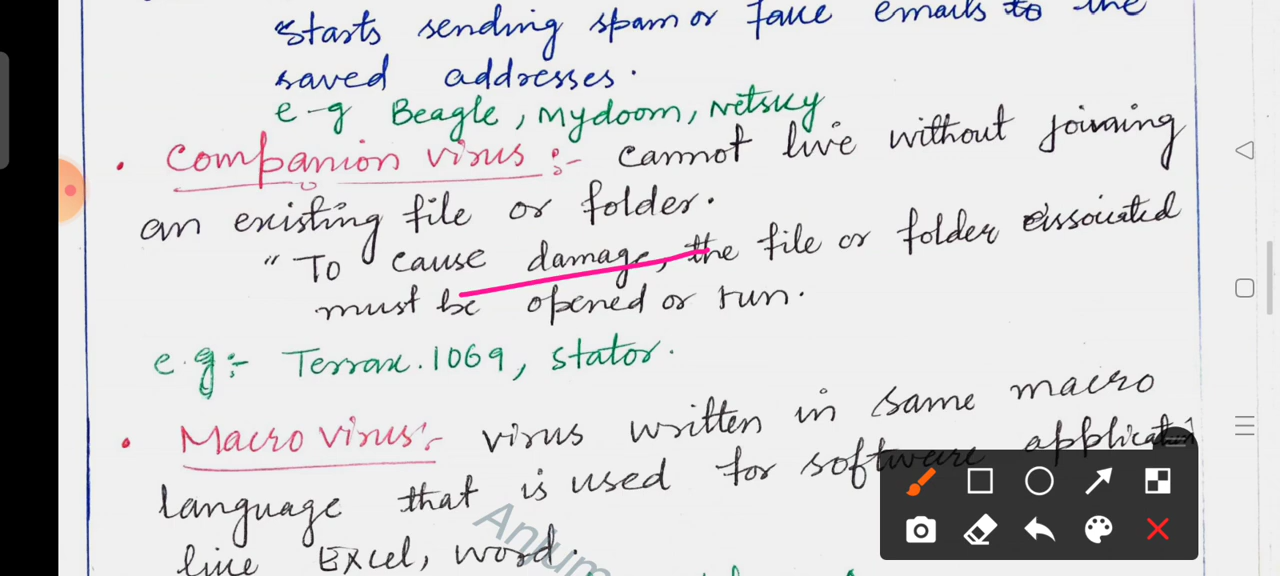 starts sending spam or fake emails to the
saved addresses.
e-g Beagle, Mydoom, Netsky
• Companion virus :- cannot live without joining
an existing file or folder.
" To cause damage, the file or folder associated
must be opened or run.
e.g:- Terrax.1069, stator.
• Macro virus:- virus written in same macro
language that is used for software application
like Excel, word.
Anjum